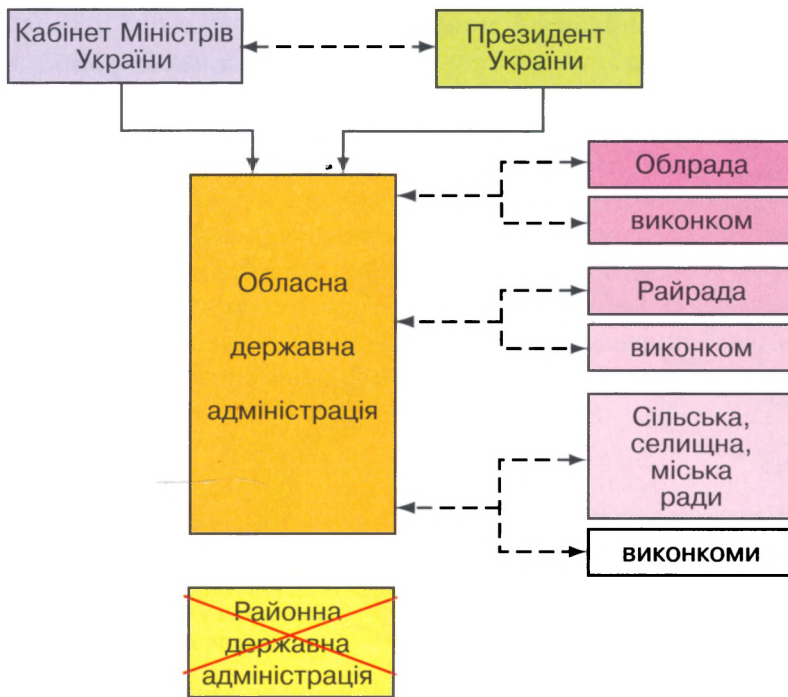 Кабінет Міністрів
України
Президент
України
Облрада
виконком
Обласна
державна
адміністрація
Райрада
виконком
Сільська,
селищна,
міська
ради
виконкоми
Районна
державна
адміністрація